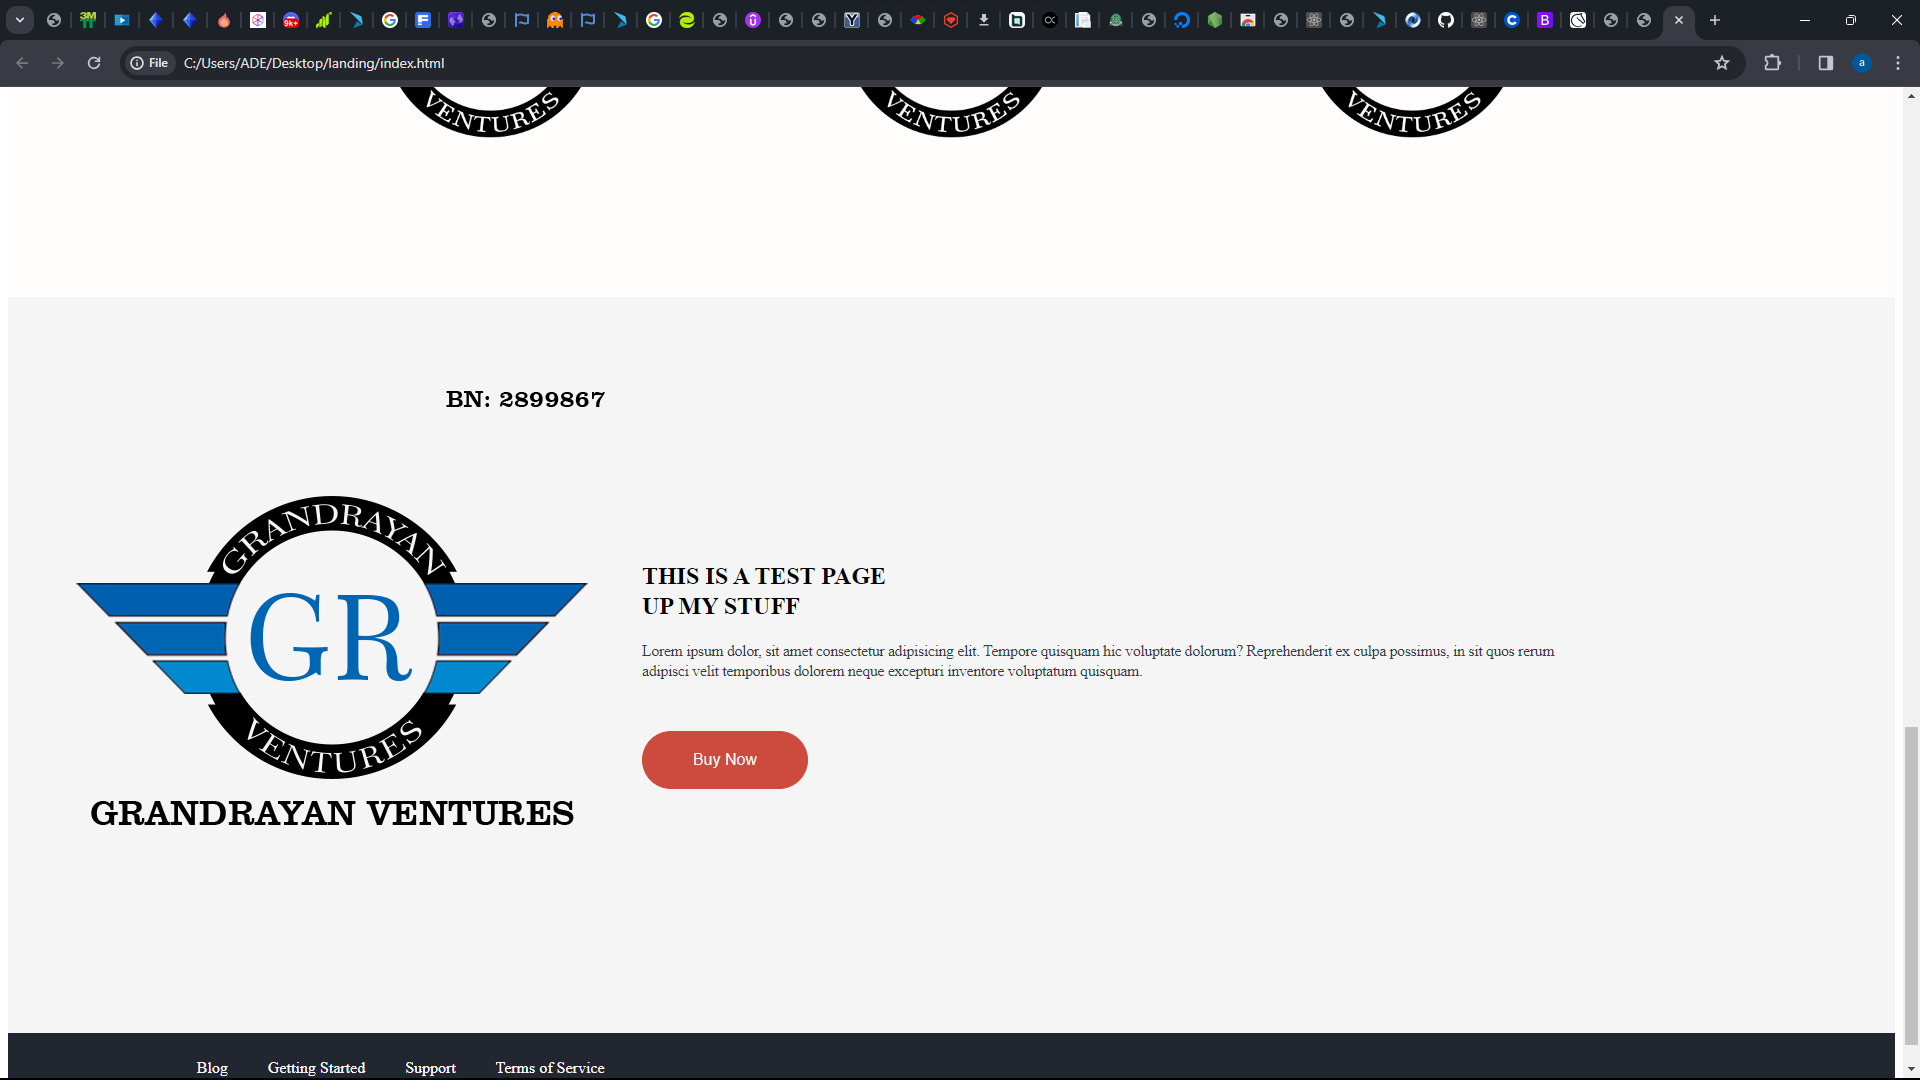 3M
9K+
File
C:/Users/ADE/Desktop/landing/index.html
a
VENTURES
VENTURES
VENTURES
BN: 2899867
GRANDRAYAN
GR
VENTURES
GRANDRAYAN VENTURES
THIS IS A TEST PAGE
UP MY STUFF
Lorem ipsum dolor, sit amet consectetur adipisicing elit. Tempore quisquam hic voluptate dolorum? Reprehenderit ex culpa possimus, in sit quos rerum
adipisci velit temporibus dolorem neque excepturi inventore voluptatum quisquam.
Buy Now
Blog Getting Started Support Terms of Service